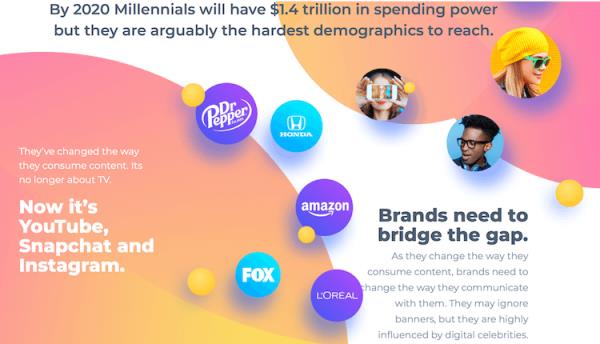 By 2020 Millennials will have $1.4 trillion in spending power
but they are arguably the hardest demographics to reach.
Dr
Pepper
HONDA
They've changed the way
they consume content. Its
no longer about TV.
Now it's
YouTube,
Snapchat and
Instagram.
amazon
FOX
L'ORÉAL
Brands need to
bridge the gap.
As they change the way they
consume content, brands need to
change the way they communicate
with them. They may ignore
banners, but they are highly
influenced by digital celebrities.